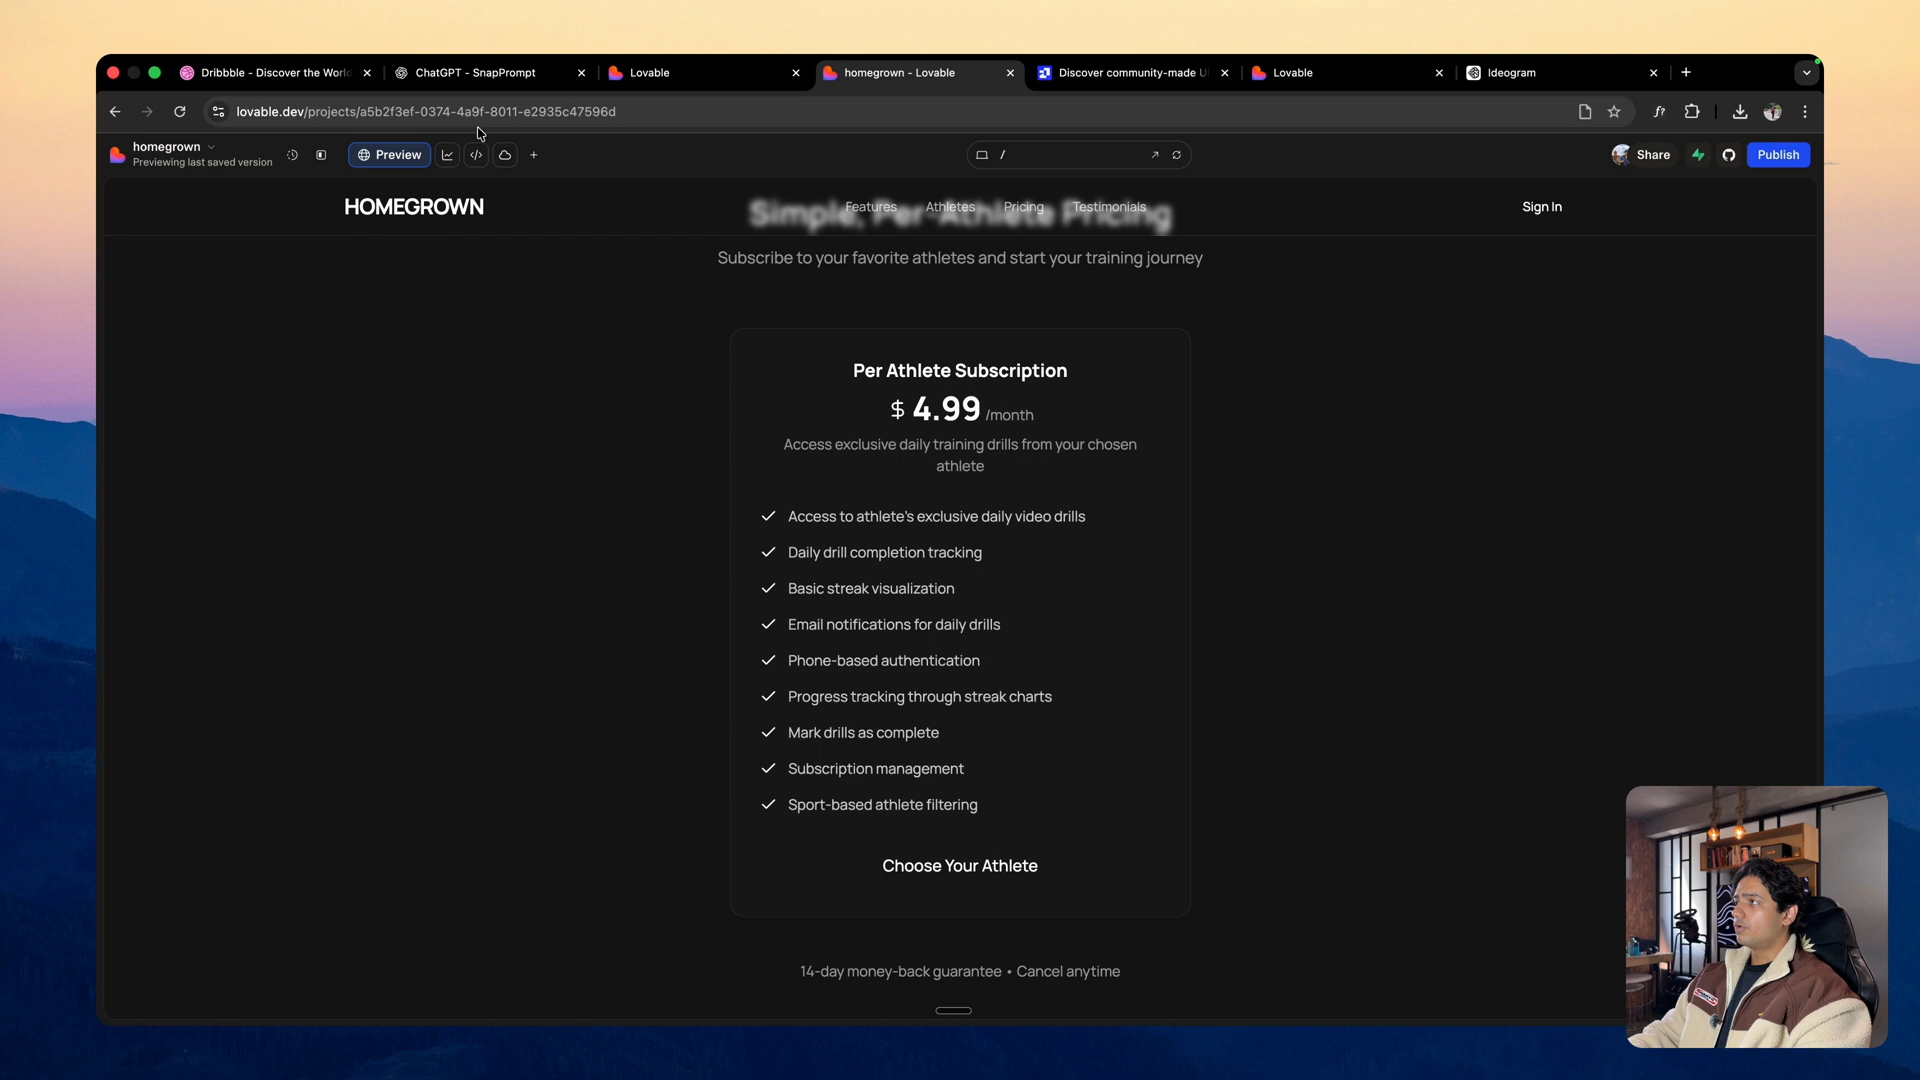 Dribbble - Discover the World
ChatGPT - SnapPrompt
Lovable
homegrown - Lovable
Discover community-made U
Lovable
Ideogram
lovable.dev/projects/a5b2f3ef-0374-4a9f-8011-e2935c47596d
homegrown
Previewing last saved version
Preview
/
Share
Publish
HOMEGROWN
Features
Athletes
Pricing
Testimonials
Sign In
Simple, Per-Athlete Pricing
Subscribe to your favorite athletes and start your training journey
Per Athlete Subscription
$ 4.99 /month
Access exclusive daily training drills from your chosen
athlete
Access to athlete's exclusive daily video drills
Daily drill completion tracking
Basic streak visualization
Email notifications for daily drills
Phone-based authentication
Progress tracking through streak charts
Mark drills as complete
Subscription management
Sport-based athlete filtering
Choose Your Athlete
14-day money-back guarantee • Cancel anytime